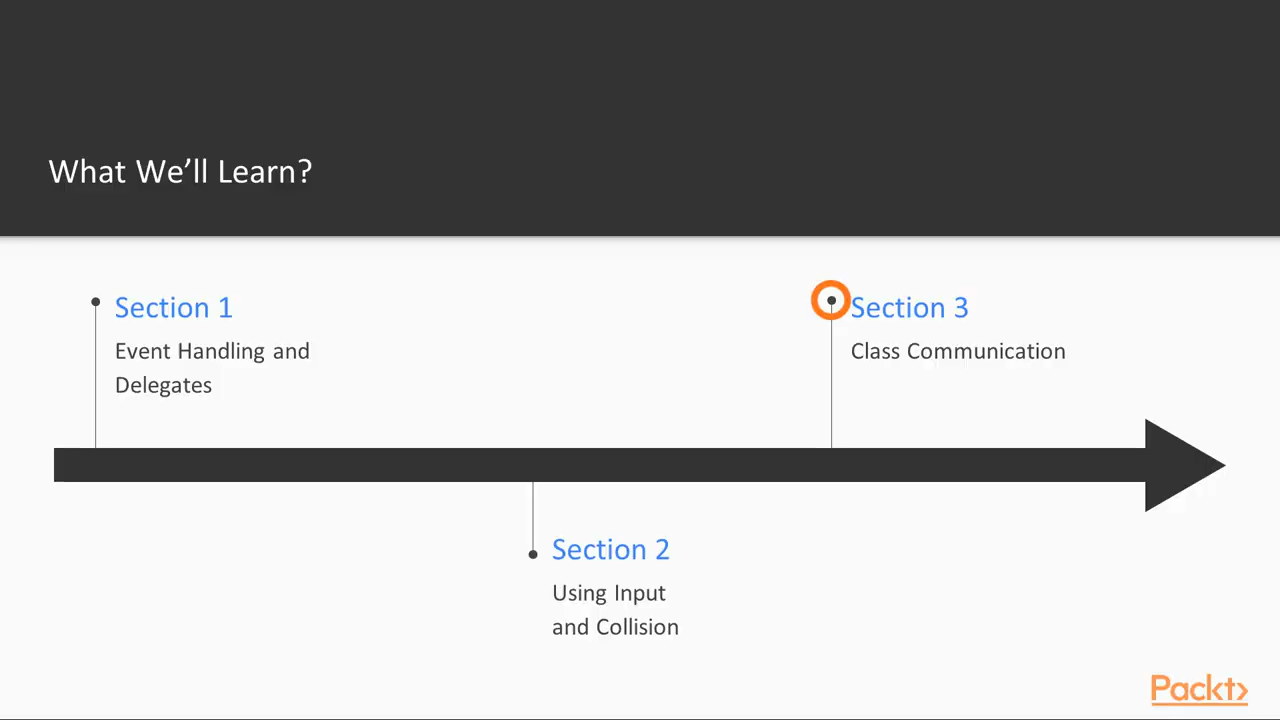 What We’ll Learn?
Section 1
Event Handling and
Delegates
Section 2
Using Input
and Collision
Section 3
Class Communication
Packt>